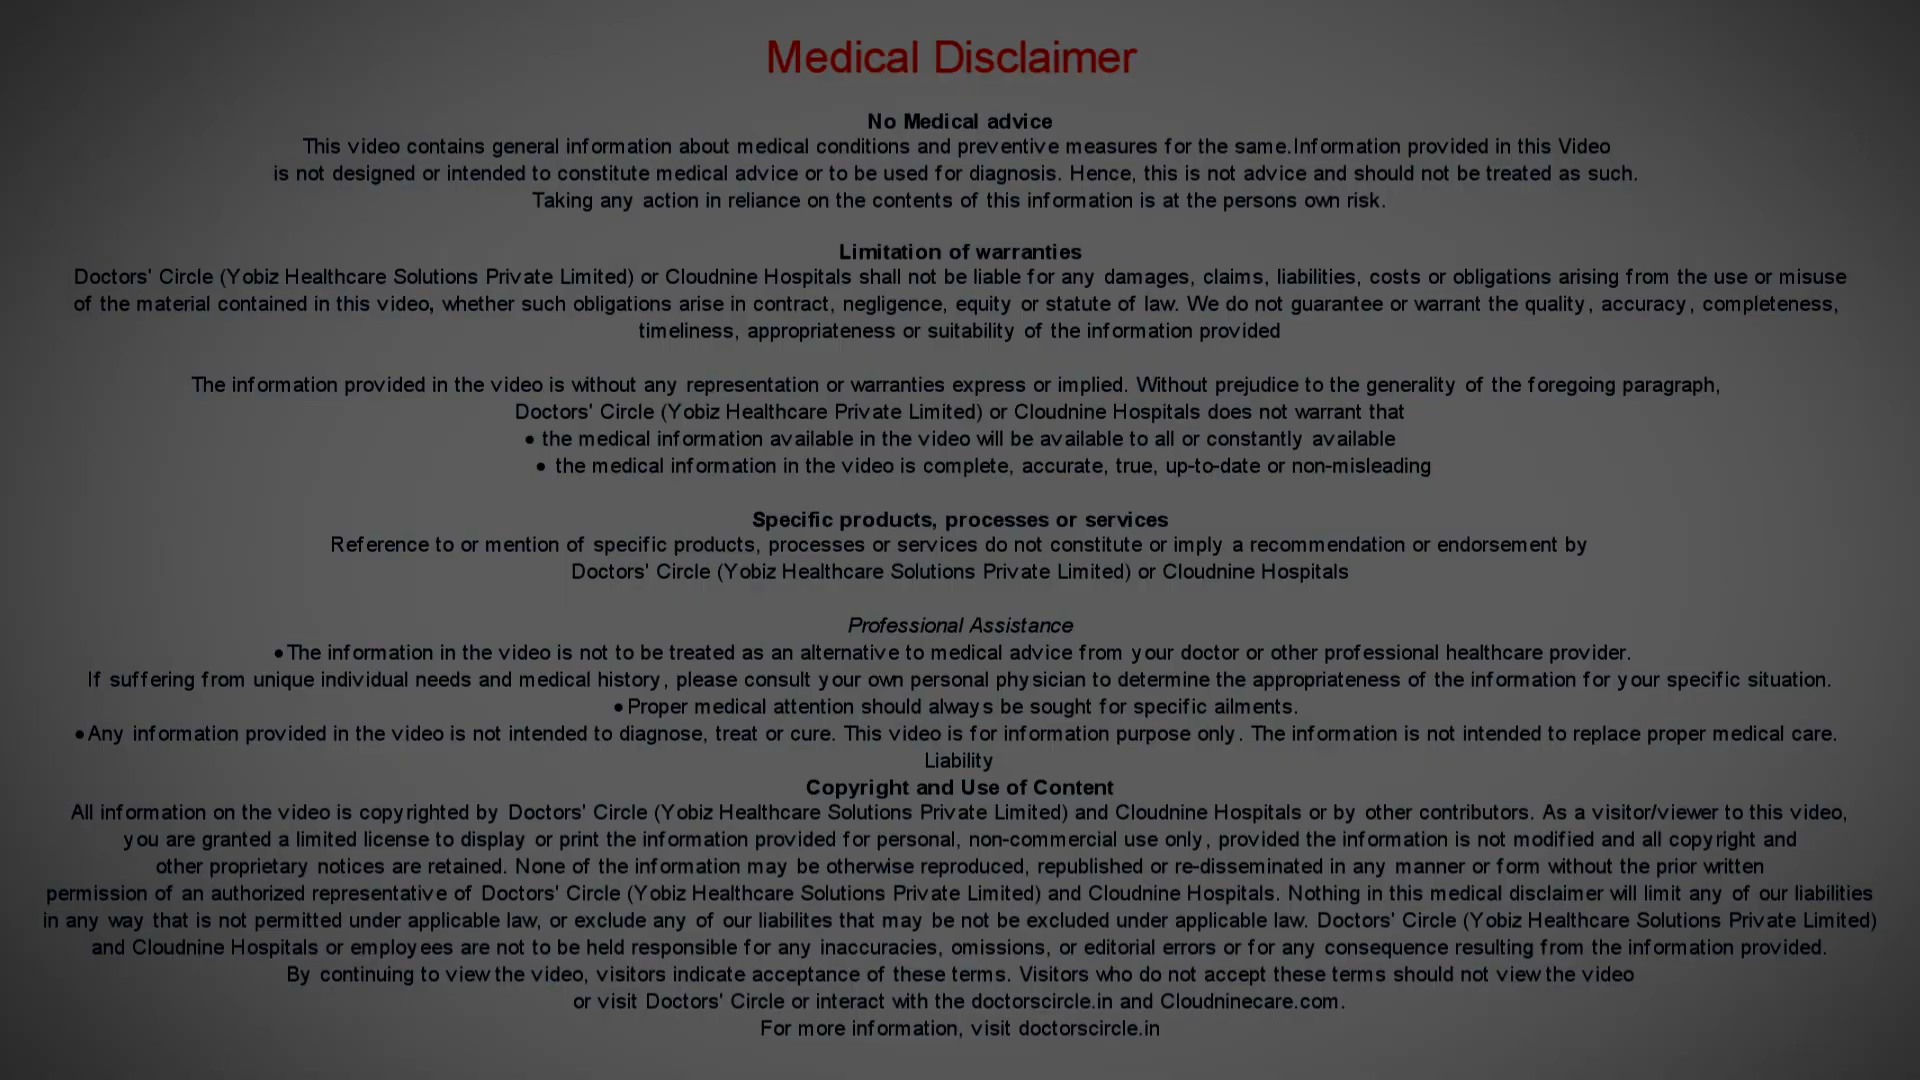 Medical Disclaimer
No Medical advice
This video contains general information about medical conditions and preventive measures for the same.Information provided in this Video
is not designed or intended to constitute medical advice or to be used for diagnosis. Hence, this is not advice and should not be treated as such.
Taking any action in reliance on the contents of this information is at the persons own risk.
Limitation of warranties
Doctors' Circle (Yobiz Healthcare Solutions Private Limited) or Cloudnine Hospitals shall not be liable for any damages, claims, liabilities, costs or obligations arising from the use or misuse
of the material contained in this video, whether such obligations arise in contract, negligence, equity or statute of law. We do not guarantee or warrant the quality, accuracy, completeness,
timeliness, appropriateness or suitability of the information provided
The information provided in the video is without any representation or warranties express or implied. Without prejudice to the generality of the foregoing paragraph,
Doctors' Circle (Yobiz Healthcare Private Limited) or Cloudnine Hospitals does not warrant that
• the medical information available in the video will be available to all or constantly available
• the medical information in the video is complete, accurate, true, up-to-date or non-misleading
Specific products, processes or services
Reference to or mention of specific products, processes or services do not constitute or imply a recommendation or endorsement by
Doctors' Circle (Yobiz Healthcare Solutions Private Limited) or Cloudnine Hospitals
Professional Assistance
•The information in the video is not to be treated as an alternative to medical advice from your doctor or other professional healthcare provider.
If suffering from unique individual needs and medical history, please consult your own personal physician to determine the appropriateness of the information for your specific situation.
•Proper medical attention should always be sought for specific ailments.
•Any information provided in the video is not intended to diagnose, treat or cure. This video is for information purpose only. The information is not intended to replace proper medical care.
Liability
Copyright and Use of Content
All information on the video is copyrighted by Doctors' Circle (Yobiz Healthcare Solutions Private Limited) and Cloudnine Hospitals or by other contributors. As a visitor/viewer to this video,
you are granted a limited license to display or print the information provided for personal, non-commercial use only, provided the information is not modified and all copyright and
other proprietary notices are retained. None of the information may be otherwise reproduced, republished or re-disseminated in any manner or form without the prior written
permission of an authorized representative of Doctors' Circle (Yobiz Healthcare Solutions Private Limited) and Cloudnine Hospitals. Nothing in this medical disclaimer will limit any of our liabilities
in any way that is not permitted under applicable law, or exclude any of our liabilites that may be not be excluded under applicable law. Doctors' Circle (Yobiz Healthcare Solutions Private Limited)
and Cloudnine Hospitals or employees are not to be held responsible for any inaccuracies, omissions, or editorial errors or for any consequence resulting from the information provided.
By continuing to view the video, visitors indicate acceptance of these terms. Visitors who do not accept these terms should not view the video
or visit Doctors' Circle or interact with the doctorscircle.in and Cloudninecare.com.
For more information, visit doctorscircle.in